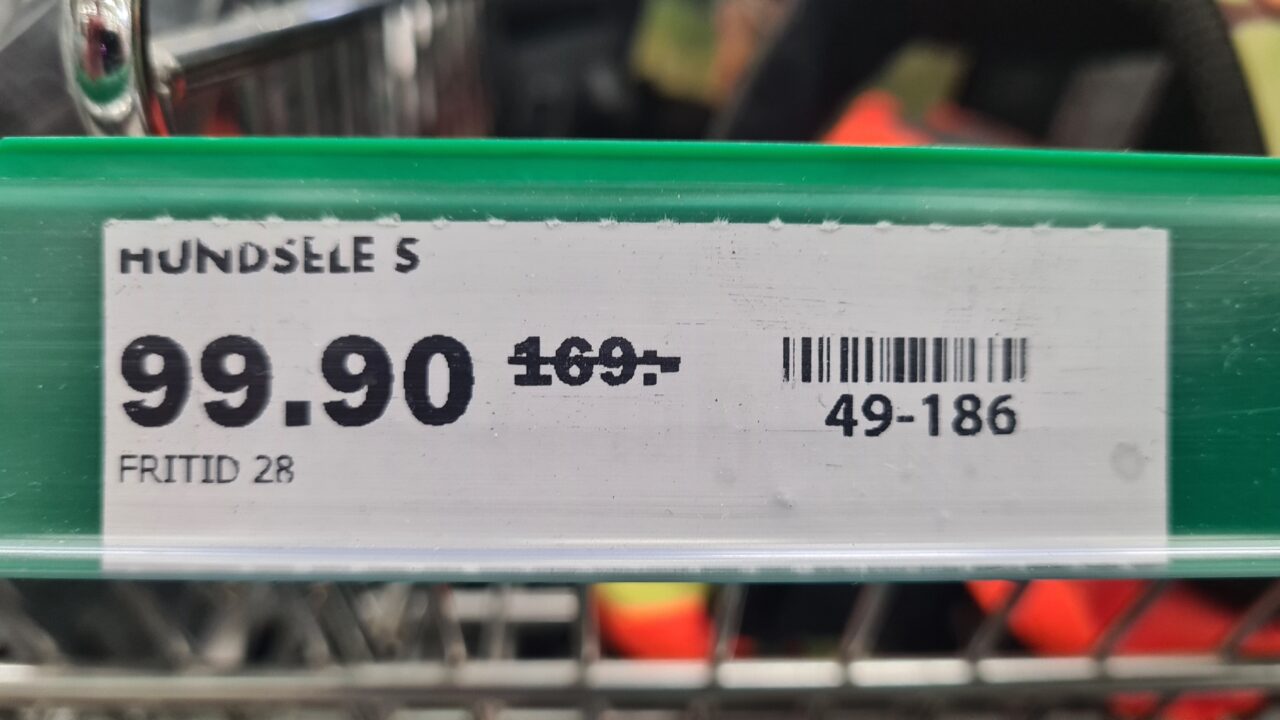 HUNDSELE S
99.90 169:-
49-186
FRITID 28